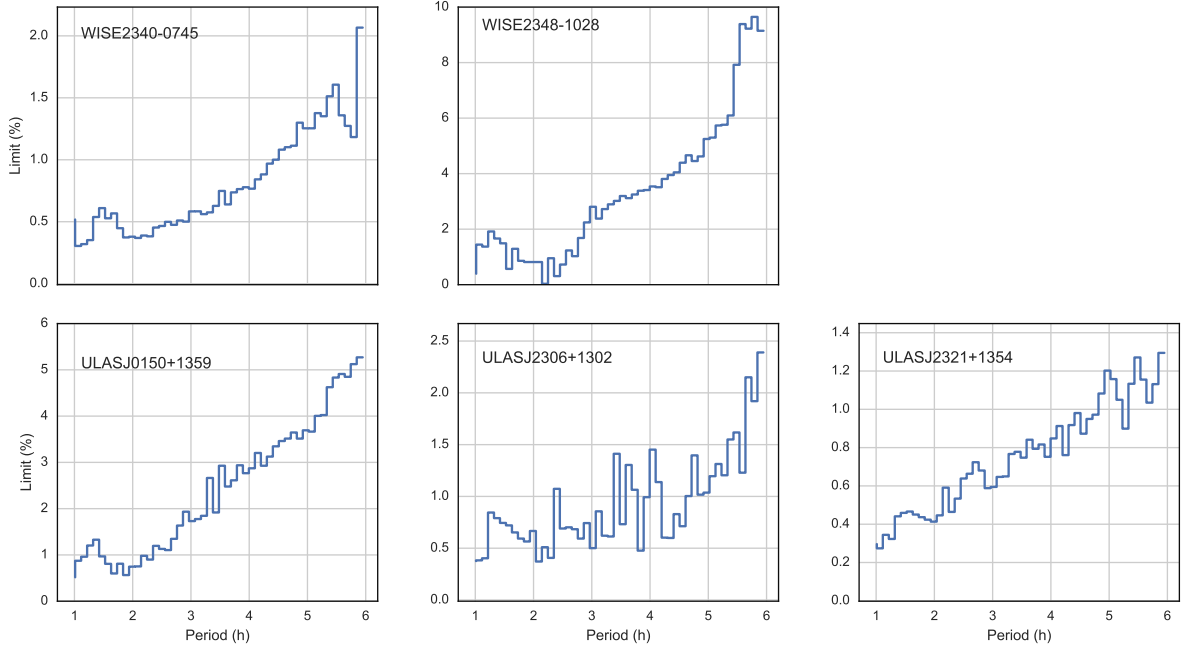 WISE2340-0745
Limit (%)
2.0
1.5
1.0
0.5
0.0
WISE2348-1028
10
8
6
4
2
0
ULASJ0150+1359
Limit (%)
6
5
4
3
2
1
0
1 2 3 4 5 6
Period (h)
ULASJ2306+1302
2.5
2.0
1.5
1.0
0.5
0.0
1 2 3 4 5 6
Period (h)
ULASJ2321+1354
1.4
1.2
1.0
0.8
0.6
0.4
0.2
0.0
1 2 3 4 5 6
Period (h)